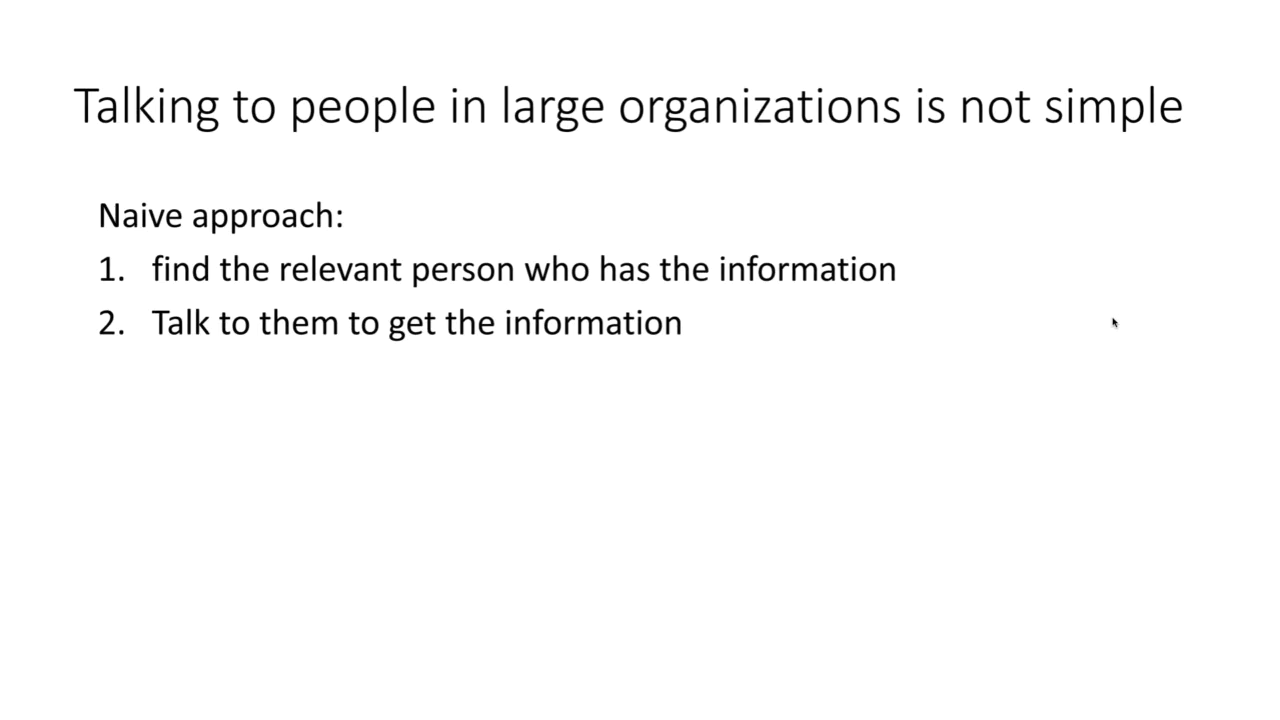 Talking to people in large organizations is not simple
Naive approach:
1. find the relevant person who has the information
2. Talk to them to get the information